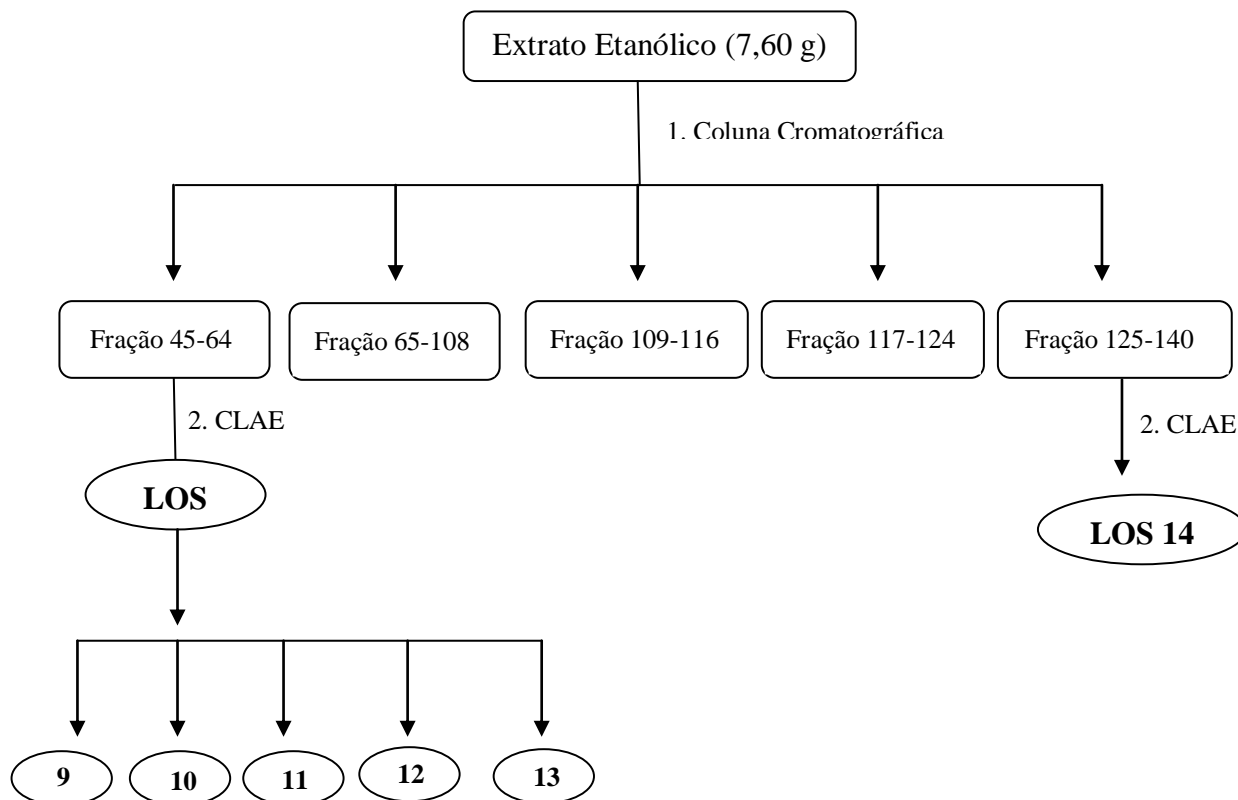 Extrato Etanólico (7,60 g)
1. Coluna Cromatográfica
Fração 45-64
Fração 65-108
Fração 109-116
Fração 117-124
Fração 125-140
2. CLAE
2. CLAE
LOS
LOS 14
9
10
11
12
13